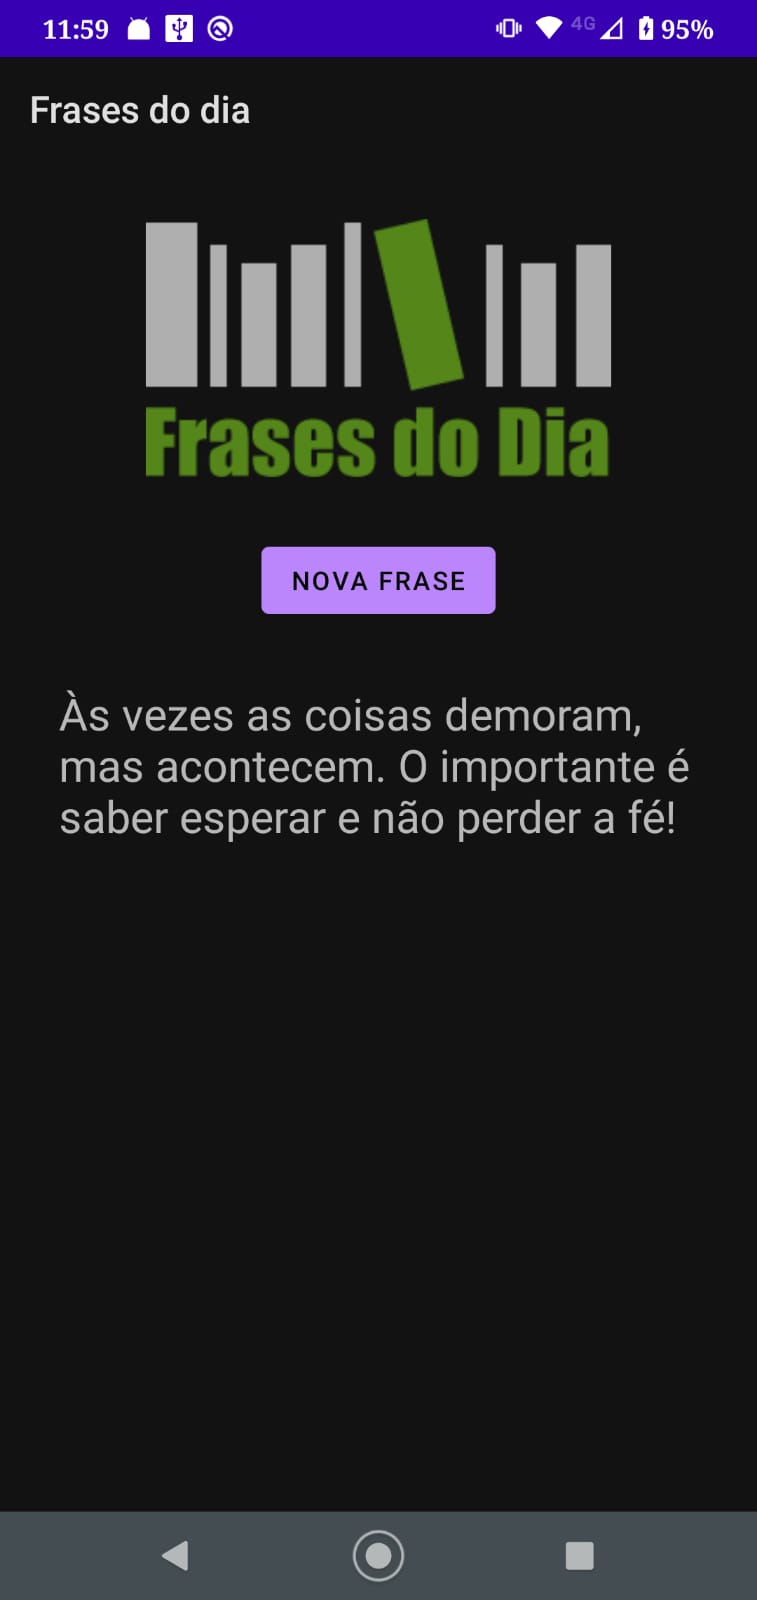 11:59 4G 95%
Frases do dia
Frases do Dia
NOVA FRASE
Às vezes as coisas demoram,
mas acontecem. O importante é
saber esperar e não perder a fé!